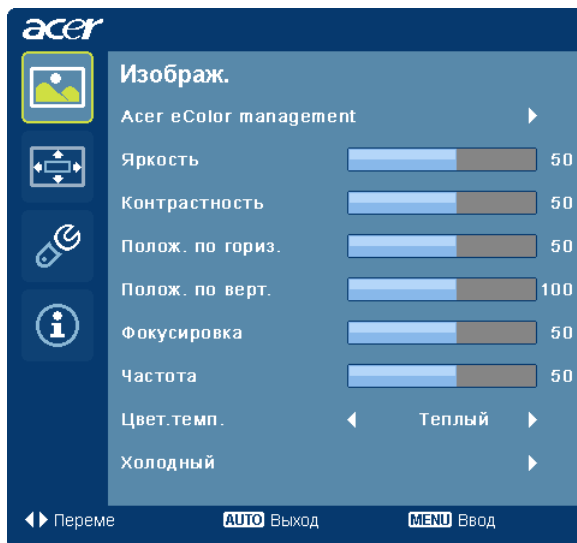 acer
Изображ.
Acer eColor management
Яркость 50
Контрастность 50
Полож. по гориз. 50
Полож. по верт. 100
Фокусировка 50
Частота 50
Цвет.темп. Теплый
Холодный
Переме AUTO Выход MENU Ввод